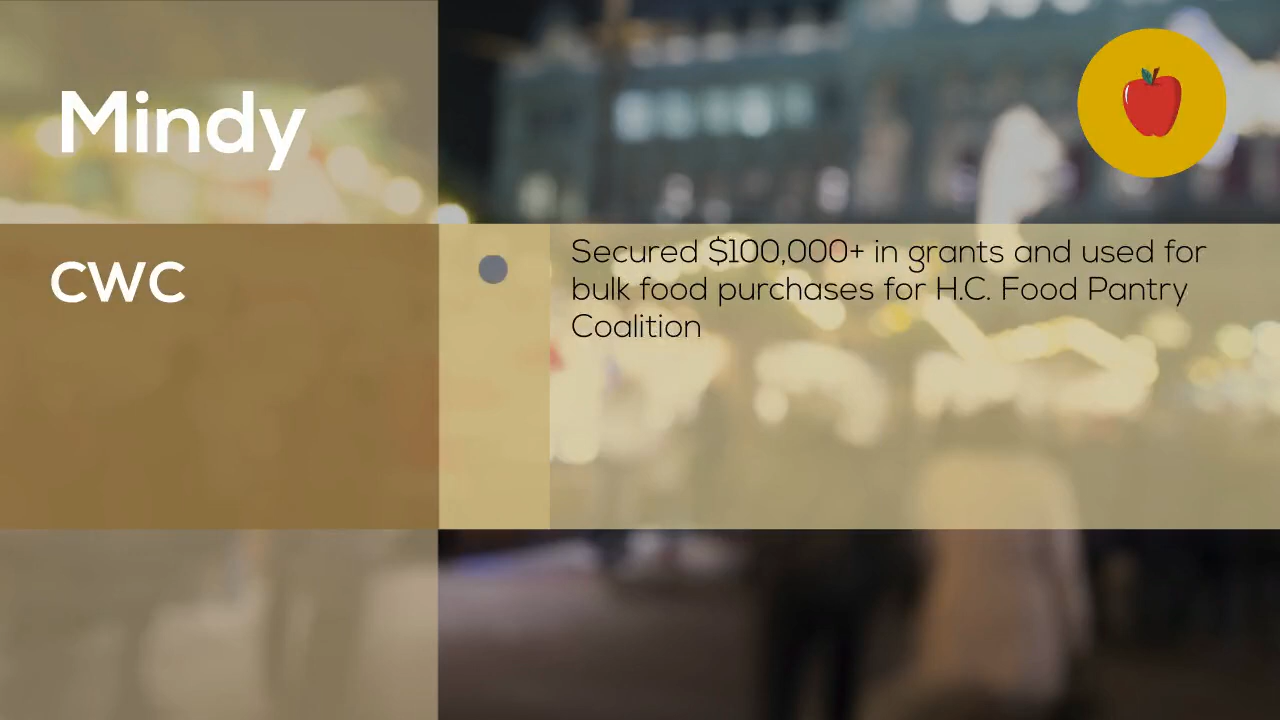 Mindy
CWC
Secured $100,000+ in grants and used for
bulk food purchases for H.C. Food Pantry
Coalition